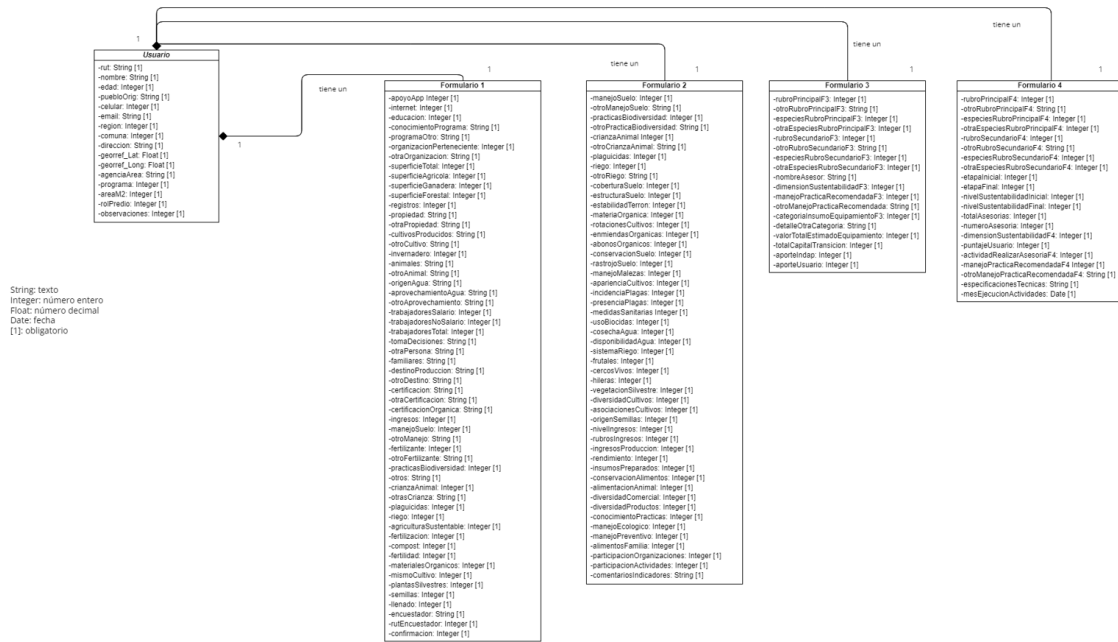 tiene un
1
tiene un
1
tiene un
1
1
1
tiene un
1
1
Usuario
-rut: String [1]
-nombre: String [1]
-edad: Integer [1]
-puebloOrig: String [1]
-celular: Integer [1]
-email: String [1]
-region: Integer [1]
-comuna: Integer [1]
-direccion: String [1]
-georref_Lat: Float [1]
-georref_Long: Float [1]
-agenciaArea: String [1]
-programa: Integer [1]
-areaM2: Integer [1]
-rolPredio: Integer [1]
-observaciones: Integer [1]
String: texto
Integer: número entero
Float: número decimal
Date: fecha
[1]: obligatorio
Formulario 1
-apoyoApp Integer [1]
-internet: Integer [1]
-educacion: Integer [1]
-conocimientoPrograma: String [1]
-programaOtro: String [1]
-organizacionPerteneciente: Integer [1]
-otraOrganizacion: String [1]
-superficieTotal: Integer [1]
-superficieAgricola: Integer [1]
-superficieGanadera: Integer [1]
-superficieForestal: Integer [1]
-registros: Integer [1]
-propiedad: String [1]
-otraPropiedad: String [1]
-cultivosProducidos: String [1]
-otroCultivo: String [1]
-invernadero: Integer [1]
-animales: String [1]
-otroAnimal: String [1]
-origenAgua: String [1]
-aprovechamientoAgua: String [1]
-otroAprovechamiento: String [1]
-trabajadoresSalario: Integer [1]
-trabajadoresNoSalario: Integer [1]
-trabajadoresTotal: Integer [1]
-tomaDecisiones: String [1]
-otraPersona: String [1]
-familiares: String [1]
-destinoProduccion: String [1]
-otroDestino: String [1]
-certificacion: String [1]
-otraCertificacion: String [1]
-certificacionOrganica: String [1]
-ingresos: Integer [1]
-manejoSuelo: Integer [1]
-otroManejo: String [1]
-fertilizante: Integer [1]
-otroFertilizante: String [1]
-practicasBiodiversidad: Integer [1]
-otros: String [1]
-crianzaAnimal: Integer [1]
-otrasCrianza: String [1]
-plaguicidas: Integer [1]
-riego: Integer [1]
-agriculturaSustentable: Integer [1]
-fertilizacion: Integer [1]
-compost: Integer [1]
-fertilidad: Integer [1]
-materialesOrganicos: Integer [1]
-mismoCultivo: Integer [1]
-plantasSilvestres: Integer [1]
-semillas: Integer [1]
-llenado: Integer [1]
-encuestador: String [1]
-rutEncuestador: Integer [1]
-confirmacion: Integer [1]
Formulario 2
-manejoSuelo: Integer [1]
-otroManejoSuelo: String [1]
-practicasBiodiversidad: Integer [1]
-otroPracticaBiodiversidad: String [1]
-crianzaAnimal Integer [1]
-otroCrianzaAnimal: String [1]
-plaguicidas: Integer [1]
-riego: Integer [1]
-otroRiego: String [1]
-coberturaSuelo: Integer [1]
-estructuraSuelo: Integer [1]
-estabilidadTerron: Integer [1]
-materiaOrganica: Integer [1]
-rotacionesCultivos: Integer [1]
-enmiendasOrganicas: Integer [1]
-abonosOrganicos: Integer [1]
-conservacionSuelo: Integer [1]
-rastrojoSuelo: Integer [1]
-manejoMalezas: Integer [1]
-aparienciaCultivos: Integer [1]
-incidenciaPlagas: Integer [1]
-presenciaPlagas: Integer [1]
-medidasSanitarias Integer [1]
-usoBiocidas: Integer [1]
-cosechaAgua: Integer [1]
-disponibilidadAgua: Integer [1]
-sistemaRiego: Integer [1]
-frutales: Integer [1]
-cercosVivos: Integer [1]
-hileras: Integer [1]
-vegetacionSilvestre: Integer [1]
-diversidadCultivos: Integer [1]
-asociacionesCultivos: Integer [1]
-origenSemillas: Integer [1]
-nivelIngresos: Integer [1]
-rubrosIngresos: Integer [1]
-ingresosProduccion: Integer [1]
-rendimiento: Integer [1]
-insumosPreparados: Integer [1]
-conservacionAlimentos: Integer [1]
-alimentacionAnimal: Integer [1]
-diversidadComercial: Integer [1]
-diversidadProductos: Integer [1]
-conocimientoPracticas: Integer [1]
-manejoEcologico: Integer [1]
-manejoPreventivo: Integer [1]
-alimentosFamilia: Integer [1]
-participacionOrganizaciones: Integer [1]
-participacionActividades: Integer [1]
-comentariosIndicadores: String [1]
Formulario 3
-rubroPrincipalF3: Integer [1]
-otroRubroPrincipalF3: String [1]
-especiesRubroPrincipalF3: Integer [1]
-otraEspeciesRubroPrincipalF3: Integer [1]
-rubroSecundarioF3: Integer [1]
-otroRubroSecundarioF3: String [1]
-especiesRubroSecundarioF3: Integer [1]
-otraEspeciesRubroSecundarioF3: Integer [1]
-nombreAsesor: String [1]
-dimensionSustentabilidadF3: Integer [1]
-manejoPracticaRecomendadaF3: Integer [1]
-otroManejoPracticaRecomendada: String [1]
-categoriaInsumoEquipamientoF3: Integer [1]
-detalleOtraCategoria: String [1]
-valorTotalEstimadoEquipamiento: Integer [1]
-totalCapitalTransicion: Integer [1]
-aporteIndap: Integer [1]
-aporteUsuario: Integer [1]
Formulario 4
-rubroPrincipalF4: Integer [1]
-otroRubroPrincipalF4: String [1]
-especiesRubroPrincipalF4: Integer [1]
-otraEspeciesRubroPrincipalF4: Integer [1]
-rubroSecundarioF4: Integer [1]
-otroRubroSecundarioF4: String [1]
-especiesRubroSecundarioF4: Integer [1]
-otraEspeciesRubroSecundarioF4: Integer [1]
-etapaInicial: Integer [1]
-etapaFinal: Integer [1]
-nivelSustentabilidadInicial: Integer [1]
-nivelSustentabilidadFinal: Integer [1]
-totalAsesorias: Integer [1]
-numeroAsesoria: Integer [1]
-dimensionSustentabilidadF4: Integer [1]
-puntajeUsuario: Integer [1]
-actividadRealizarAsesoriaF4: Integer [1]
-manejoPracticaRecomendadaF4 Integer [1]
-otroManejoPracticaRecomendadaF4: String [1]
-especificacionesTecnicas: String [1]
-mesEjecucionActividades: Date [1]